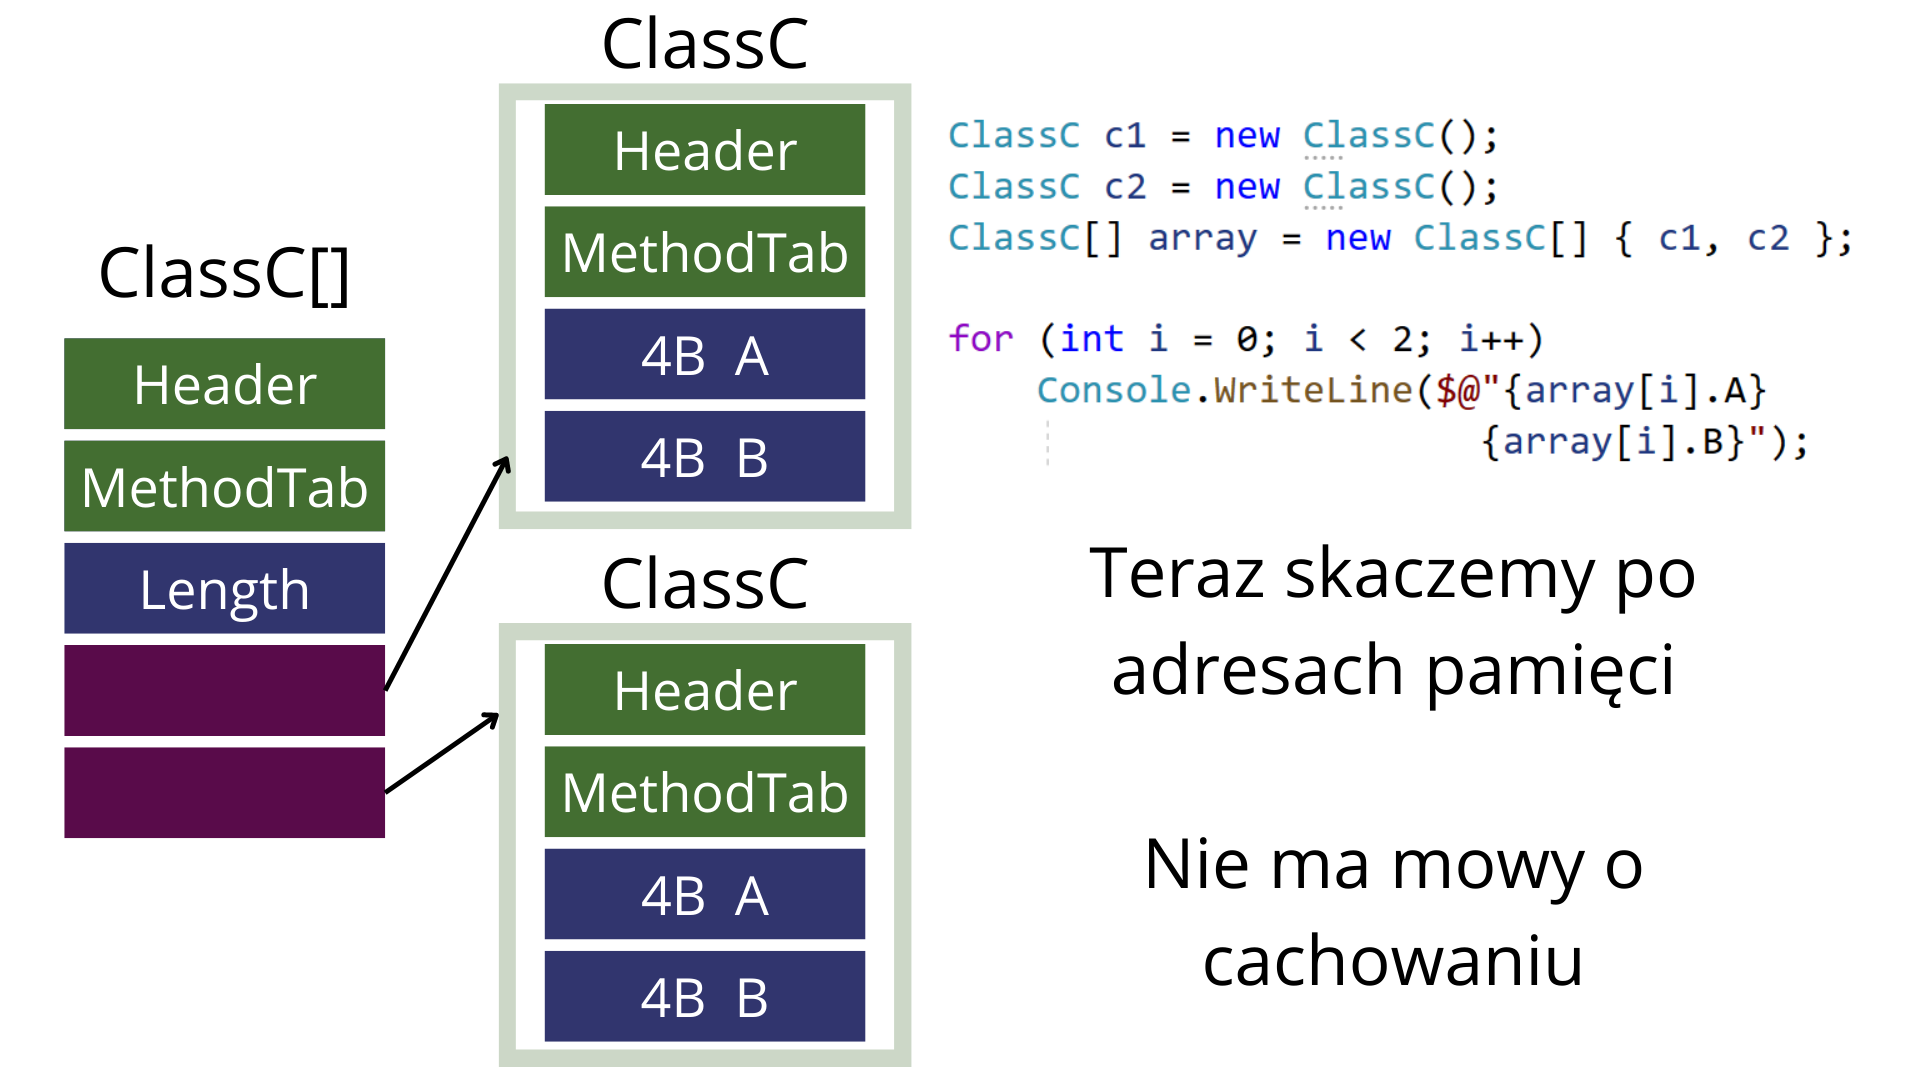 ClassC[]
Header
MethodTab
Length
ClassC
Header
MethodTab
4B A
4B B
ClassC
Header
MethodTab
4B A
4B B
ClassC c1 = new ClassC();
ClassC c2 = new ClassC();
ClassC[] array = new ClassC[] { c1, c2 };
for (int i = 0; i < 2; i++)
Console.WriteLine($@"{array[i].A}
{array[i].B}");
Teraz skaczemy po
adresach pamięci
Nie ma mowy o
cachowaniu